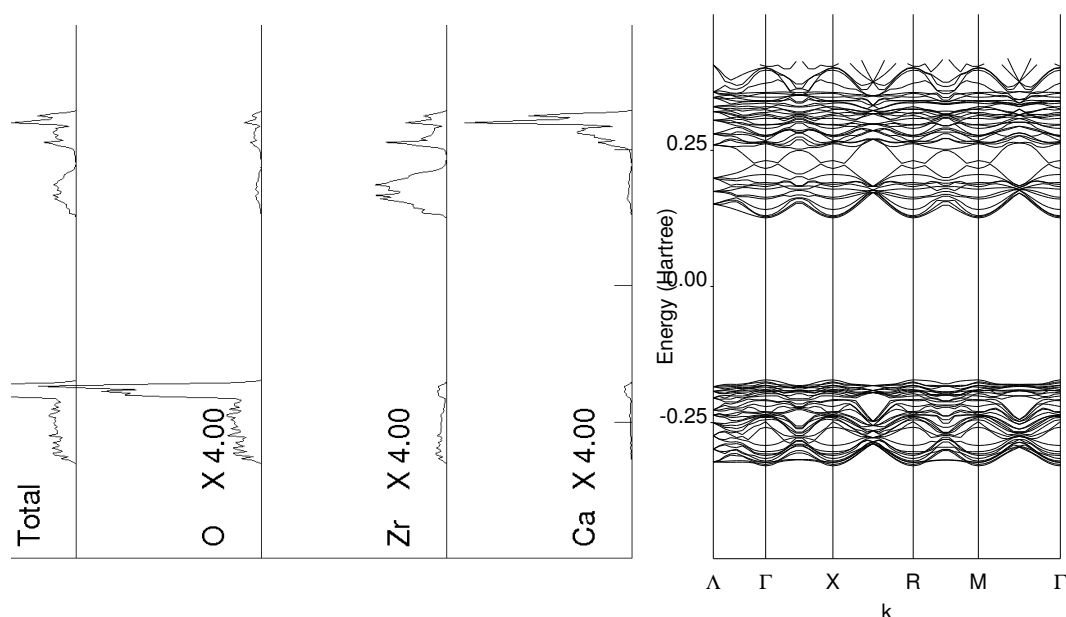 Total
O X 4.00
Zr X 4.00
Ca X 4.00
Energy (Hartree)
0.25
0.00
-0.25
Λ Γ X R M Γ
k